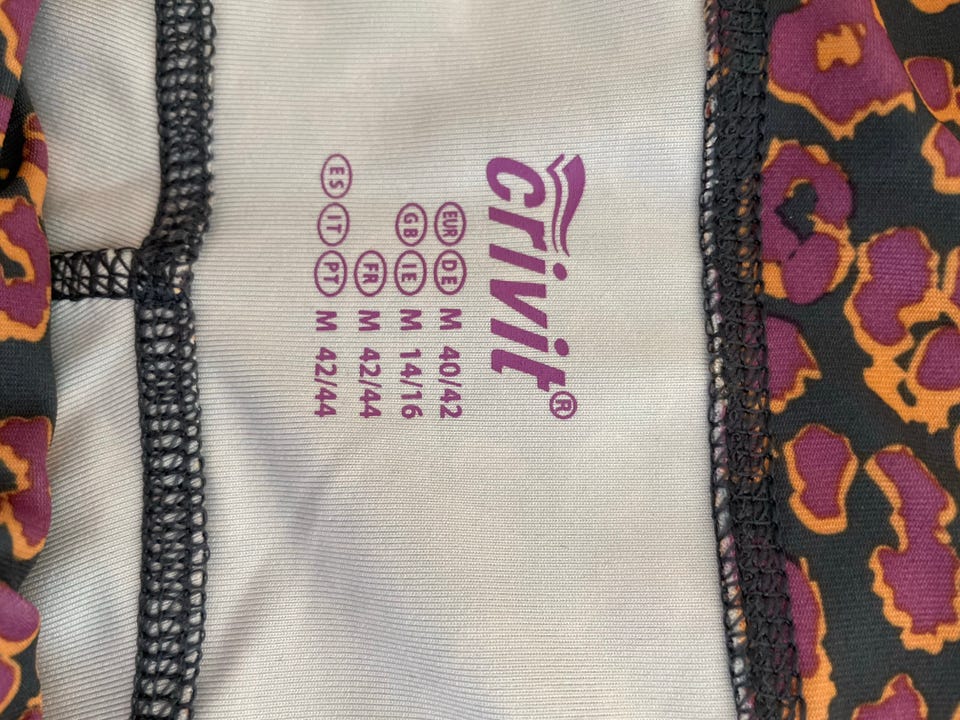 crivit®
EUR DE M 40/42
GB IE M 14/16
FR M 42/44
ES IT PT M 42/44